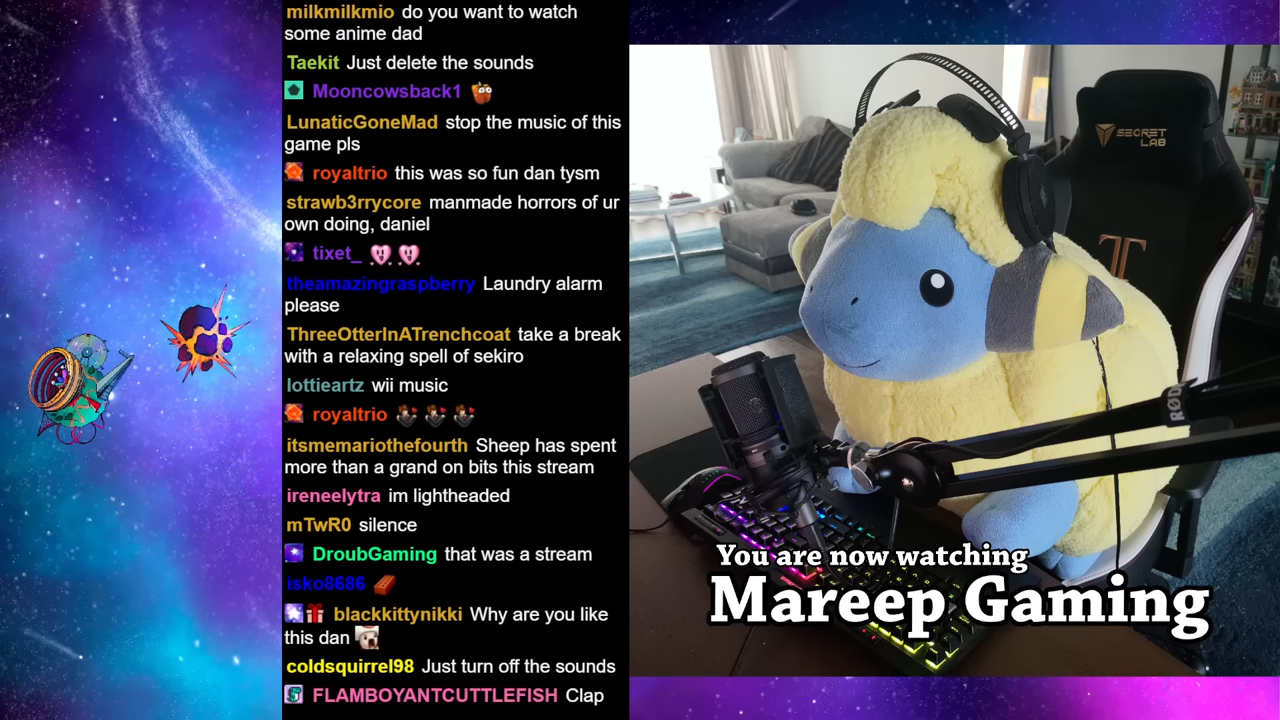 milkmilkmio do you want to watch
some anime dad
Taekit Just delete the sounds
Mooncowsback1
LunaticGoneMad stop the music of this
game pls
royaltrio this was so fun dan tysm
strawb3rrycore manmade horrors of ur
own doing, daniel
tixet_
theamazingraspberry Laundry alarm
please
ThreeOtterInATrenchcoat take a break
with a relaxing spell of sekiro
lottieartz wii music
royaltrio
itsmemariothefourth Sheep has spent
more than a grand on bits this stream
ireneelytra im lightheaded
mTwR0 silence
DroubGaming that was a stream
isko8686
blackkittynikki Why are you like
this dan
coldsquirrel98 Just turn off the sounds
FLAMBOYANTCUTTLEFISH Clap
SECRET
LAB
RØDE
You are now watching
Mareep Gaming